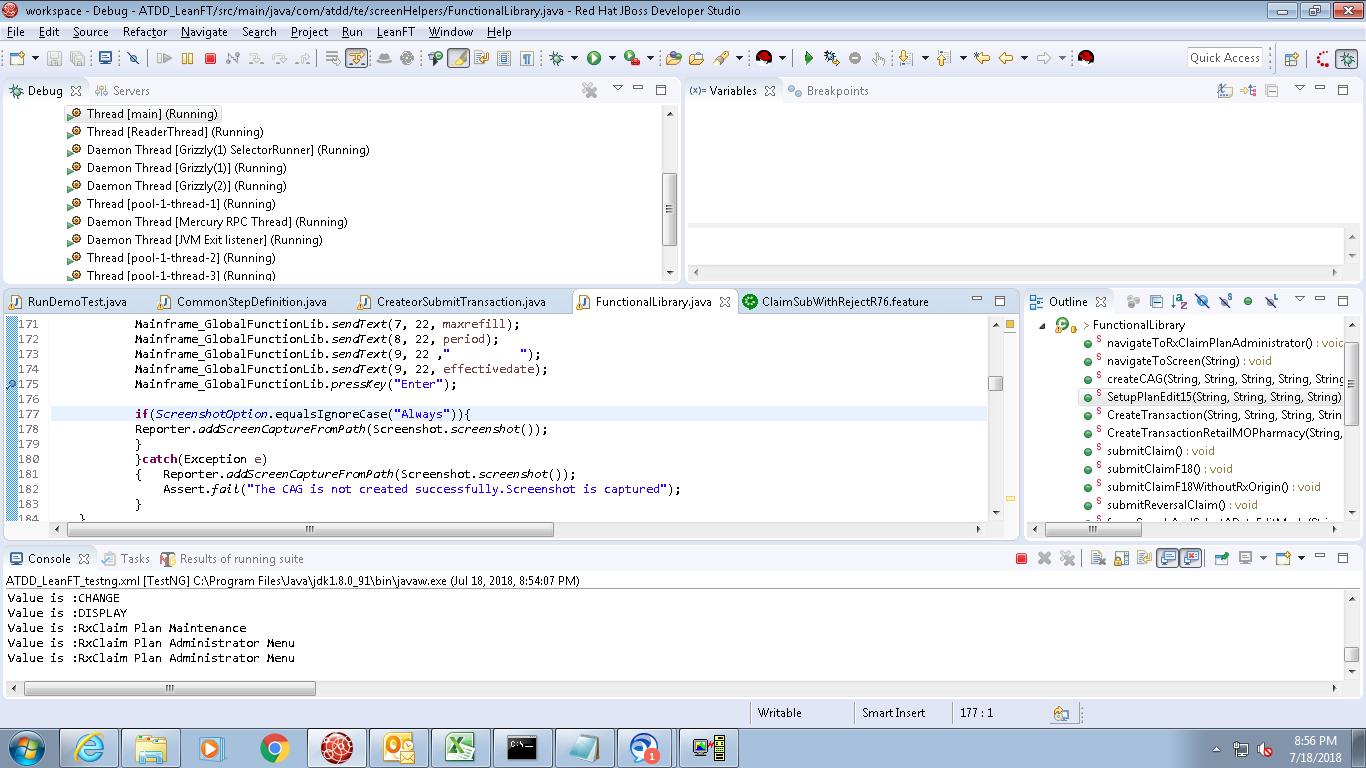 workspace - Debug - ATDD_LeanFT/src/main/java/com/atdd/te/screenHelpers/FunctionalLibrary.java - Red Hat JBoss Developer Studio
File Edit Source Refactor Navigate Search Project Run LeanFT Window Help
Quick Access
Debug Servers
Thread [main] (Running)
Thread [ReaderThread] (Running)
Daemon Thread [Grizzly(1) SelectorRunner] (Running)
Daemon Thread [Grizzly(1)] (Running)
Daemon Thread [Grizzly(2)] (Running)
Thread [pool-1-thread-1] (Running)
Daemon Thread [Mercury RPC Thread] (Running)
Daemon Thread [JVM Exit listener] (Running)
Thread [pool-1-thread-2] (Running)
Thread [pool-1-thread-3] (Running)
(x)= Variables Breakpoints
RunDemoTest.java CommonStepDefinition.java CreateorSubmitTransaction.java FunctionalLibrary.java ClaimSubWithRejectR76.feature
171 Mainframe_GlobalFunctionLib.sendText(7, 22, maxrefill);
172 Mainframe_GlobalFunctionLib.sendText(8, 22, period);
173 Mainframe_GlobalFunctionLib.sendText(9, 22 ,"          ");
174 Mainframe_GlobalFunctionLib.sendText(9, 22, effectivedate);
175 Mainframe_GlobalFunctionLib.pressKey("Enter");
176
177 if(ScreenshotOption.equalsIgnoreCase("Always")){
178 Reporter.addScreenCaptureFromPath(Screenshot.screenshot());
179 }
180 }catch(Exception e)
181 { Reporter.addScreenCaptureFromPath(Screenshot.screenshot());
182 Assert.fail("The CAG is not created successfully.Screenshot is captured");
183 }
184 }
Outline
> FunctionalLibrary
navigateToRxClaimPlanAdministrator() : void
navigateToScreen(String) : void
createCAG(String, String, String, String, String
SetupPlanEdit15(String, String, String, String)
CreateTransaction(String, String, String, Strin
CreateTransactionRetailMOPharmacy(String,
submitClaim() : void
submitClaimF18() : void
submitClaimF18WithoutRxOrigin() : void
submitReversalClaim() : void
Console Tasks Results of running suite
ATDD_LeanFT_testng.xml [TestNG] C:\Program Files\Java\jdk1.8.0_91\bin\javaw.exe (Jul 18, 2018, 8:54:07 PM)
Value is :CHANGE
Value is :DISPLAY
Value is :RxClaim Plan Maintenance
Value is :RxClaim Plan Administrator Menu
Value is :RxClaim Plan Administrator Menu
Writable Smart Insert 177 : 1
1
8:56 PM
7/18/2018